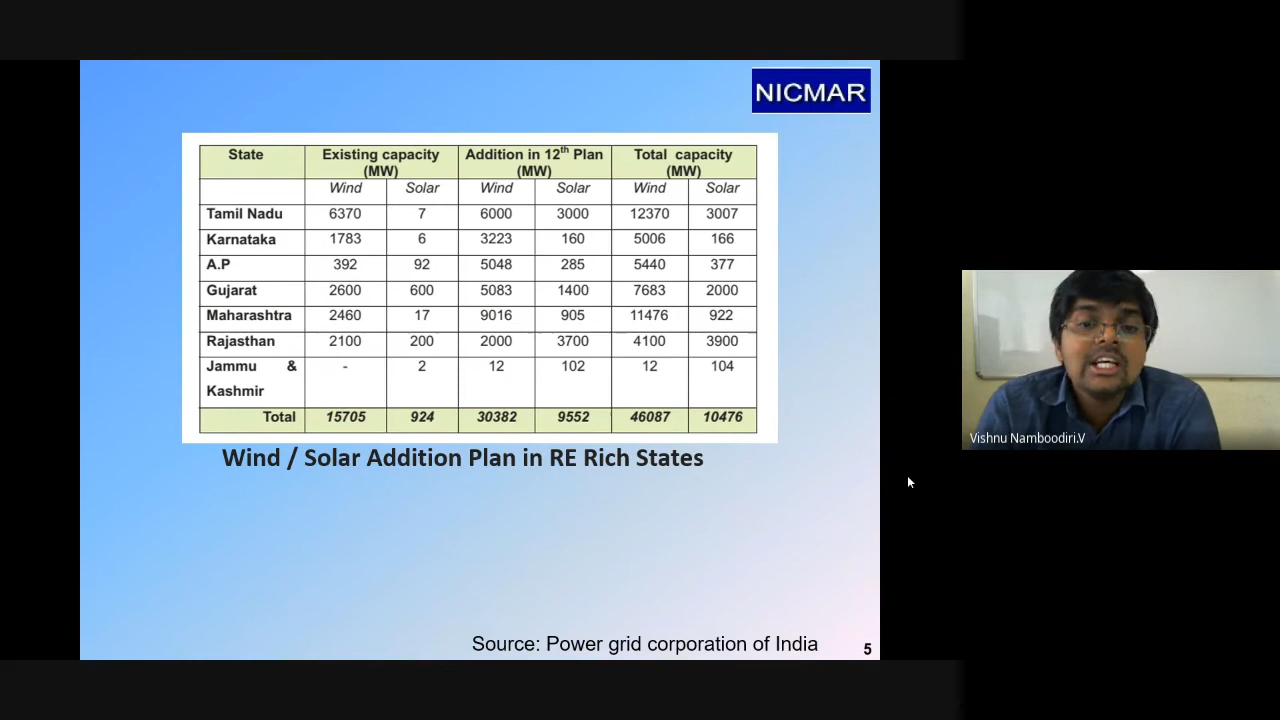 NICMAR
State Existing capacity (MW) Addition in 12th Plan (MW) Total capacity (MW)
Wind Solar Wind Solar Wind Solar
Tamil Nadu 6370 7 6000 3000 12370 3007
Karnataka 1783 6 3223 160 5006 166
A.P 392 92 5048 285 5440 377
Gujarat 2600 600 5083 1400 7683 2000
Maharashtra 2460 17 9016 905 11476 922
Rajasthan 2100 200 2000 3700 4100 3900
Jammu & Kashmir - 2 12 102 12 104
Total 15705 924 30382 9552 46087 10476
Wind / Solar Addition Plan in RE Rich States
Vishnu Namboodiri.V
Source: Power grid corporation of India
5